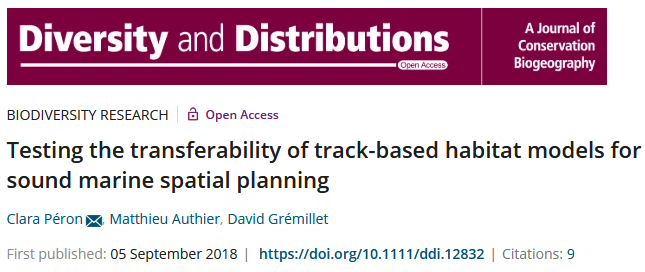 Diversity and Distributions
Open Access
A Journal of
Conservation
Biogeography
BIODIVERSITY RESEARCH | Open Access
Testing the transferability of track-based habitat models for
sound marine spatial planning
Clara Péron, Matthieu Authier, David Grémillet
First published: 05 September 2018 | https://doi.org/10.1111/ddi.12832 | Citations: 9